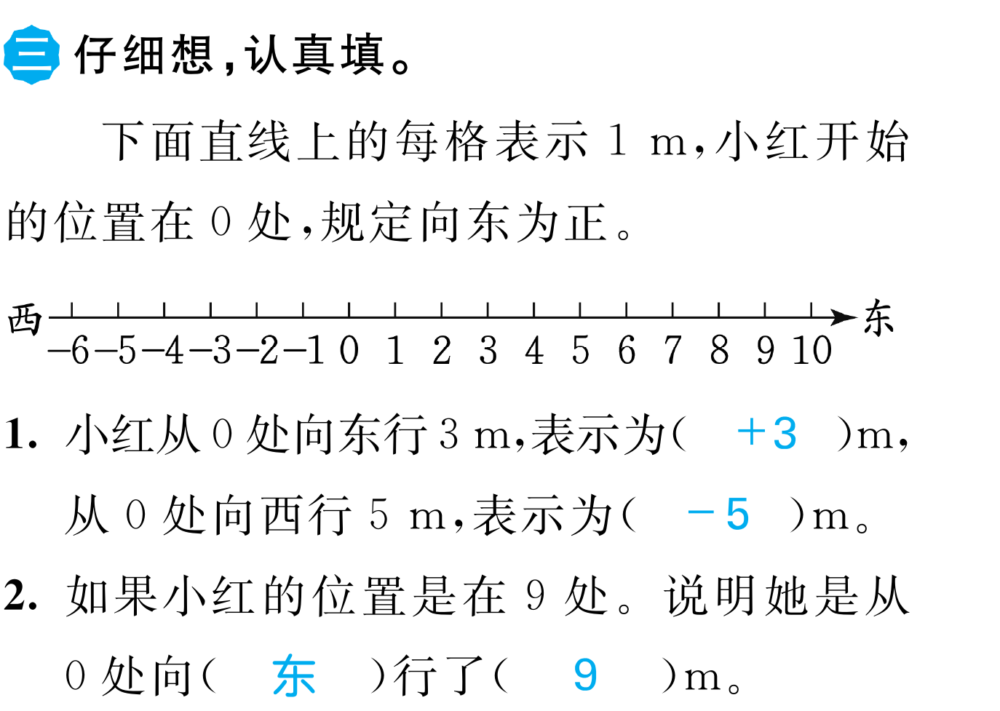 三 仔细想,认真填。
下面直线上的每格表示 1 m,小红开始
的位置在 0 处,规定向东为正。
西 -6 -5 -4 -3 -2 -1 0 1 2 3 4 5 6 7 8 9 10 东
1. 小红从 0 处向东行 3 m,表示为( +3 )m,
从 0 处向西行 5 m,表示为( -5 )m。
2. 如果小红的位置是在 9 处。说明她是从
0 处向( 东 )行了( 9 )m。